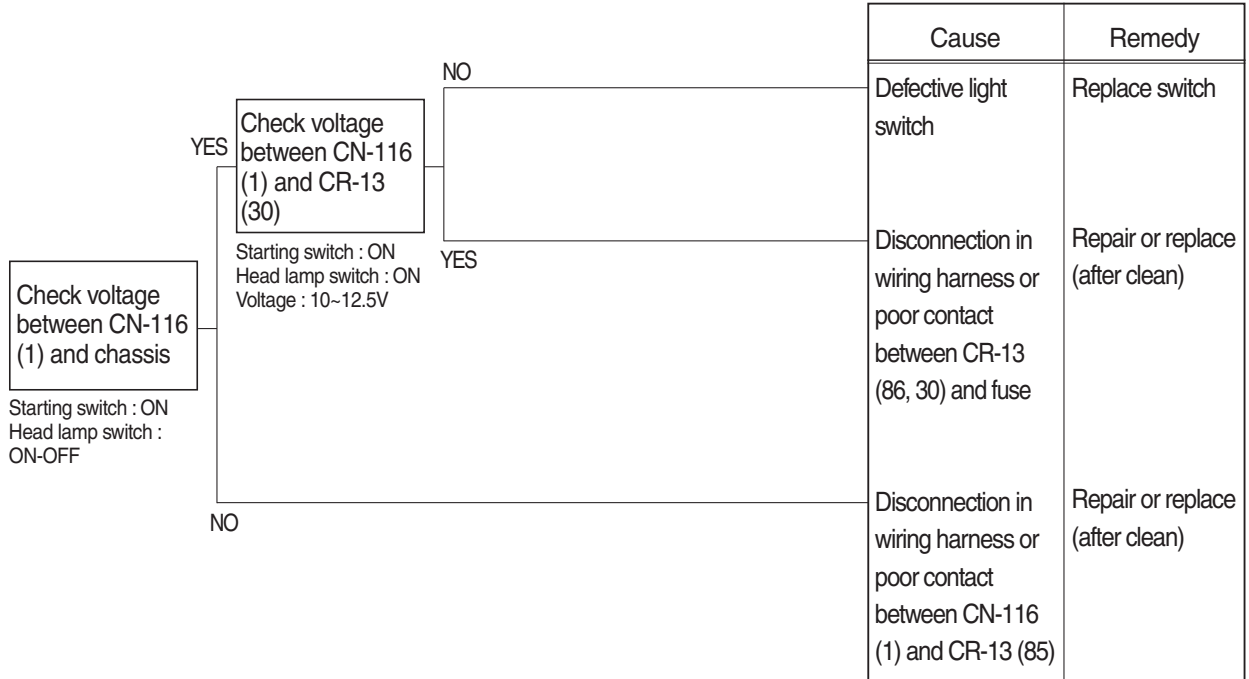 Cause
Remedy
NO
Defective light
switch
Replace switch
YES
Check voltage
between CN-116
(1) and CR-13
(30)
Starting switch : ON
Head lamp switch : ON
Voltage : 10~12.5V
YES
Disconnection in
wiring harness or
poor contact
between CR-13
(86, 30) and fuse
Repair or replace
(after clean)
Check voltage
between CN-116
(1) and chassis
Starting switch : ON
Head lamp switch :
ON-OFF
NO
Disconnection in
wiring harness or
poor contact
between CN-116
(1) and CR-13 (85)
Repair or replace
(after clean)